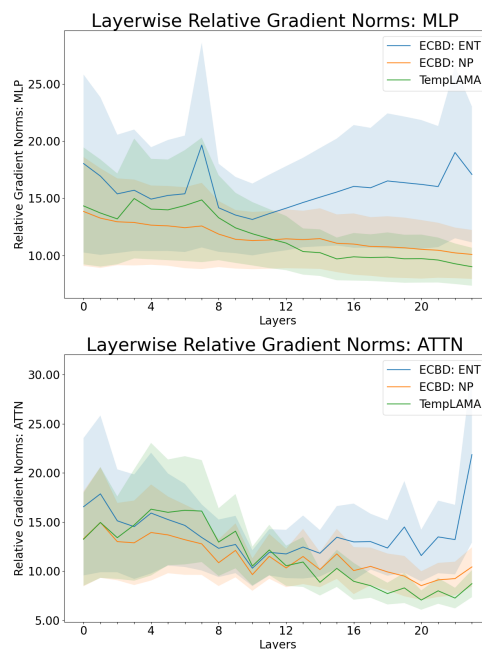 Layerwise Relative Gradient Norms: MLP
ECBD: ENT
ECBD: NP
TempLAMA
Relative Gradient Norms: MLP
25.00
20.00
15.00
10.00
0 4 8 12 16 20
Layers
Layerwise Relative Gradient Norms: ATTN
ECBD: ENT
ECBD: NP
TempLAMA
Relative Gradient Norms: ATTN
30.00
25.00
20.00
15.00
10.00
5.00
0 4 8 12 16 20
Layers